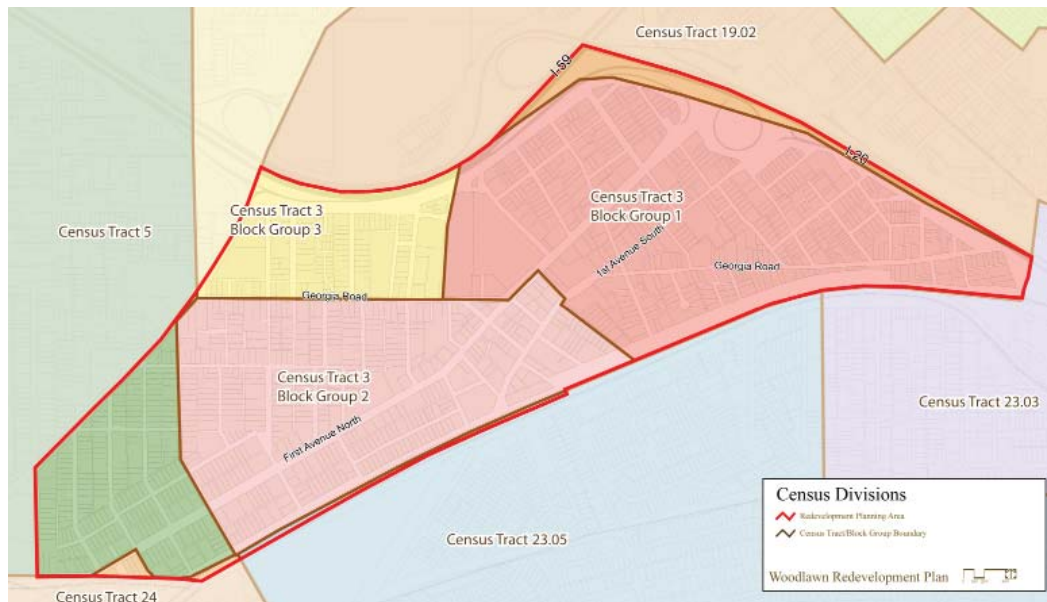 Census Tract 19.02
I-59
I-20
Census Tract 3
Block Group 1
Census Tract 3
Block Group 3
Census Tract 5
1st Avenue South
Georgia Road
Georgia Road
Census Tract 3
Block Group 2
First Avenue North
Census Tract 23.03
Census Tract 23.05
Census Tract 24
Census Divisions
Redevelopment Planning Area
Census Tract/Block Group Boundary
Woodlawn Redevelopment Plan